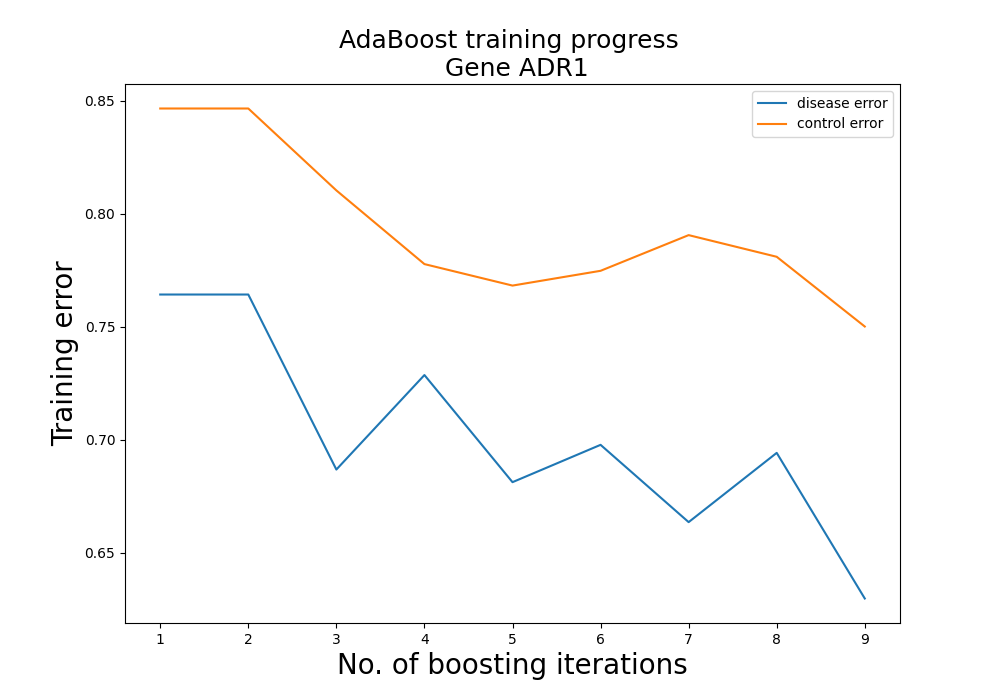 AdaBoost training progress
Gene ADR1
disease error
control error
Training error
0.85
0.80
0.75
0.70
0.65
1 2 3 4 5 6 7 8 9
No. of boosting iterations